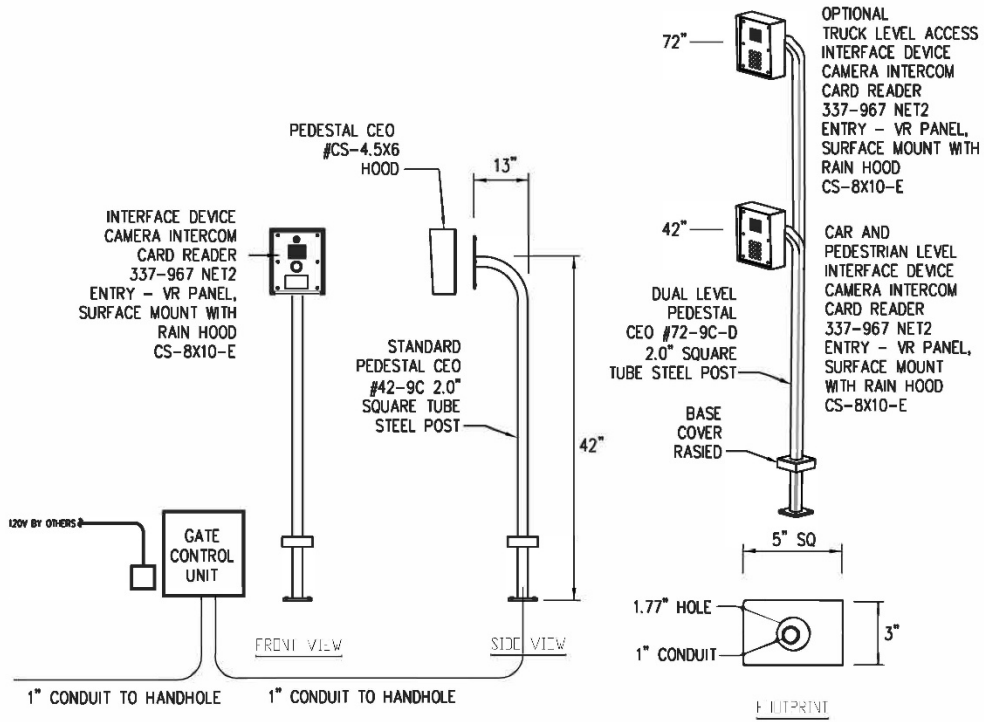 PEDESTAL CEO
#CS-4.5X6
HOOD
13"
INTERFACE DEVICE
CAMERA INTERCOM
CARD READER
337-967 NET2
ENTRY - VR PANEL,
SURFACE MOUNT WITH
RAIN HOOD
CS-8X10-E
STANDARD
PEDESTAL CEO
#42-9C 2.0"
SQUARE TUBE
STEEL POST
42"
120V BY OTHERS
GATE
CONTROL
UNIT
FRONT VIEW
SIDE VIEW
1" CONDUIT TO HANDHOLE
1" CONDUIT TO HANDHOLE
72"
OPTIONAL
TRUCK LEVEL ACCESS
INTERFACE DEVICE
CAMERA INTERCOM
CARD READER
337-967 NET2
ENTRY - VR PANEL,
SURFACE MOUNT WITH
RAIN HOOD
CS-8X10-E
42"
CAR AND
PEDESTRIAN LEVEL
INTERFACE DEVICE
CAMERA INTERCOM
CARD READER
337-967 NET2
ENTRY - VR PANEL,
SURFACE MOUNT
WITH RAIN HOOD
CS-8X10-E
DUAL LEVEL
PEDESTAL
CEO #72-9C-D
2.0" SQUARE
TUBE STEEL POST
BASE
COVER
RASIED
5" SQ
1.77" HOLE
1" CONDUIT
3"
FOOTPRINT